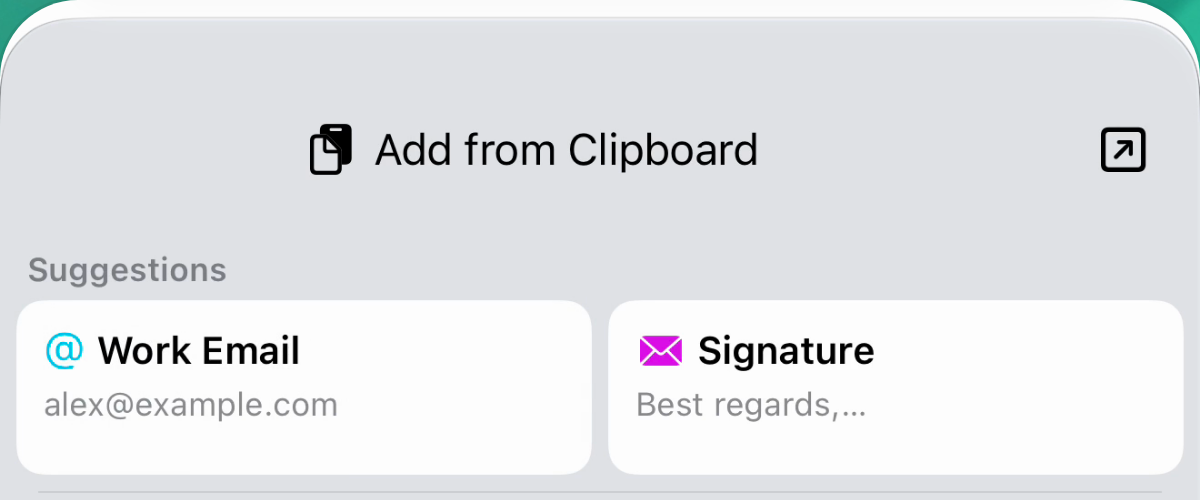 Add from Clipboard
Suggestions
@ Work Email
alex@example.com
Signature
Best regards,...